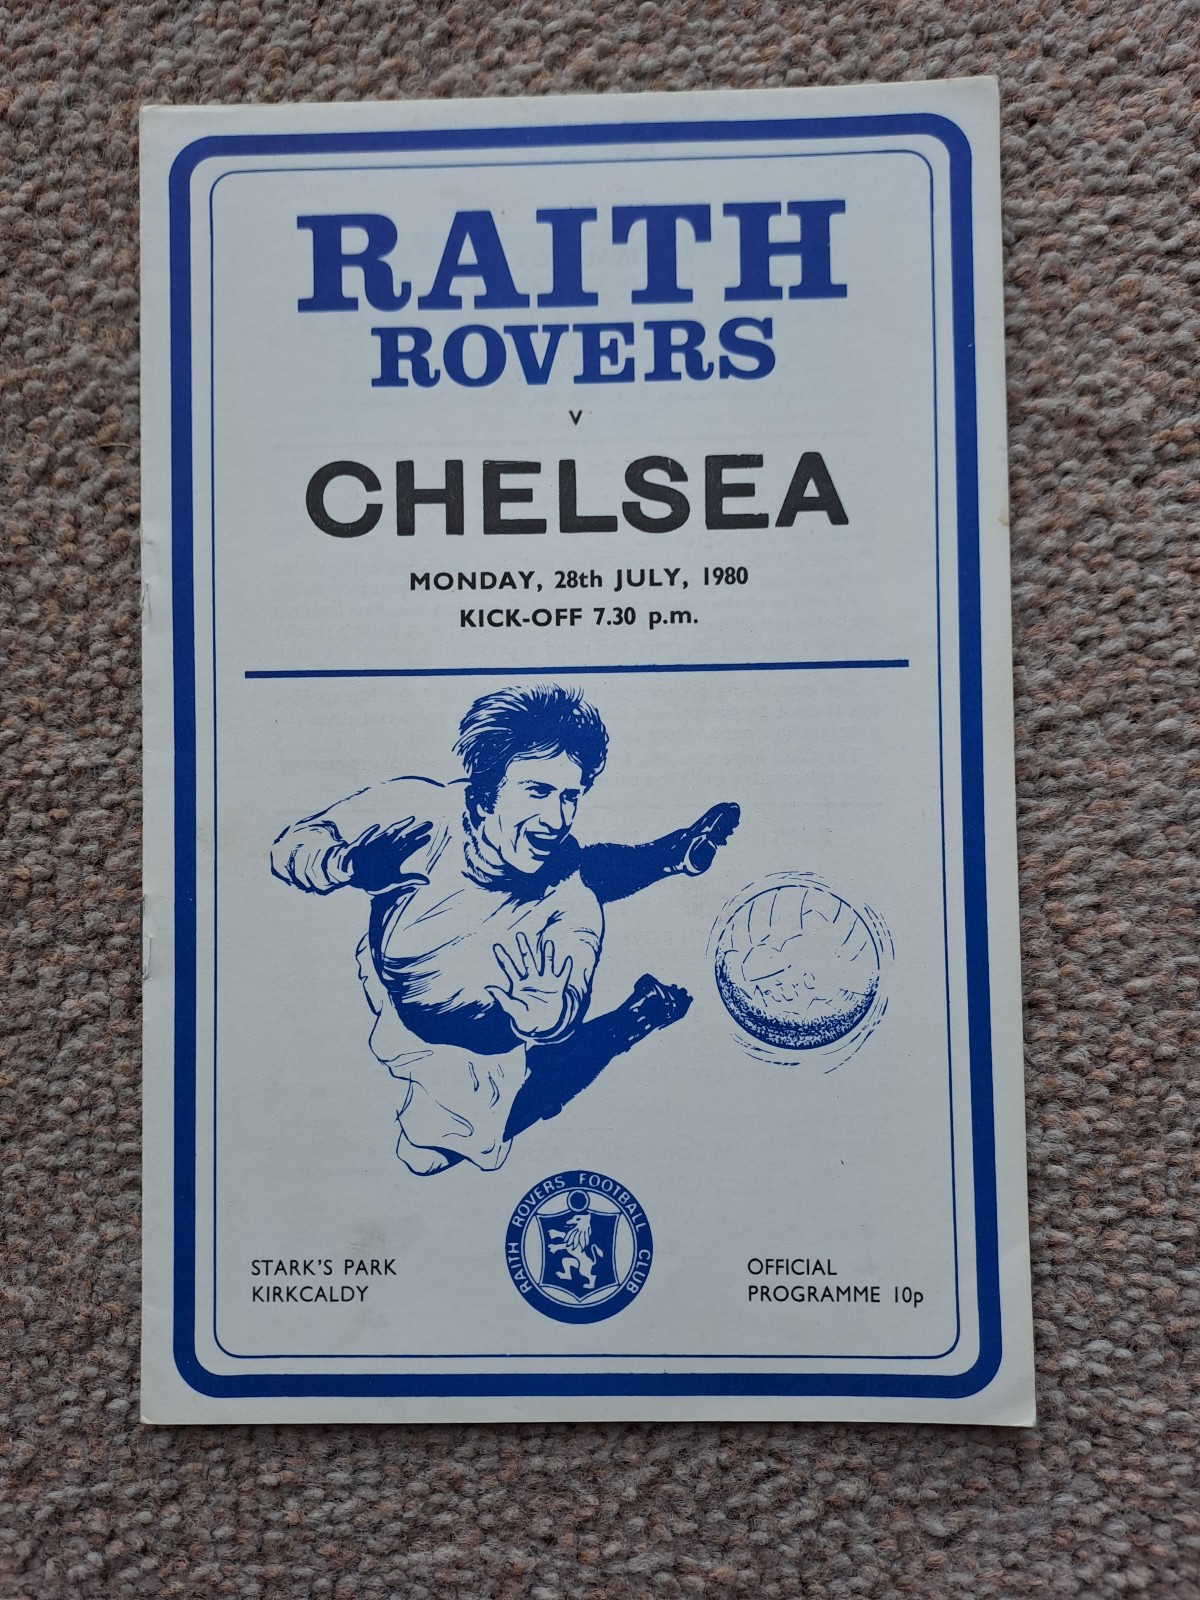 RAITH
ROVERS
v
CHELSEA
MONDAY, 28th JULY, 1980
KICK-OFF 7.30 p.m.
RAITH ROVERS FOOTBALL CLUB
STARK'S PARK
KIRKCALDY
OFFICIAL
PROGRAMME 10p